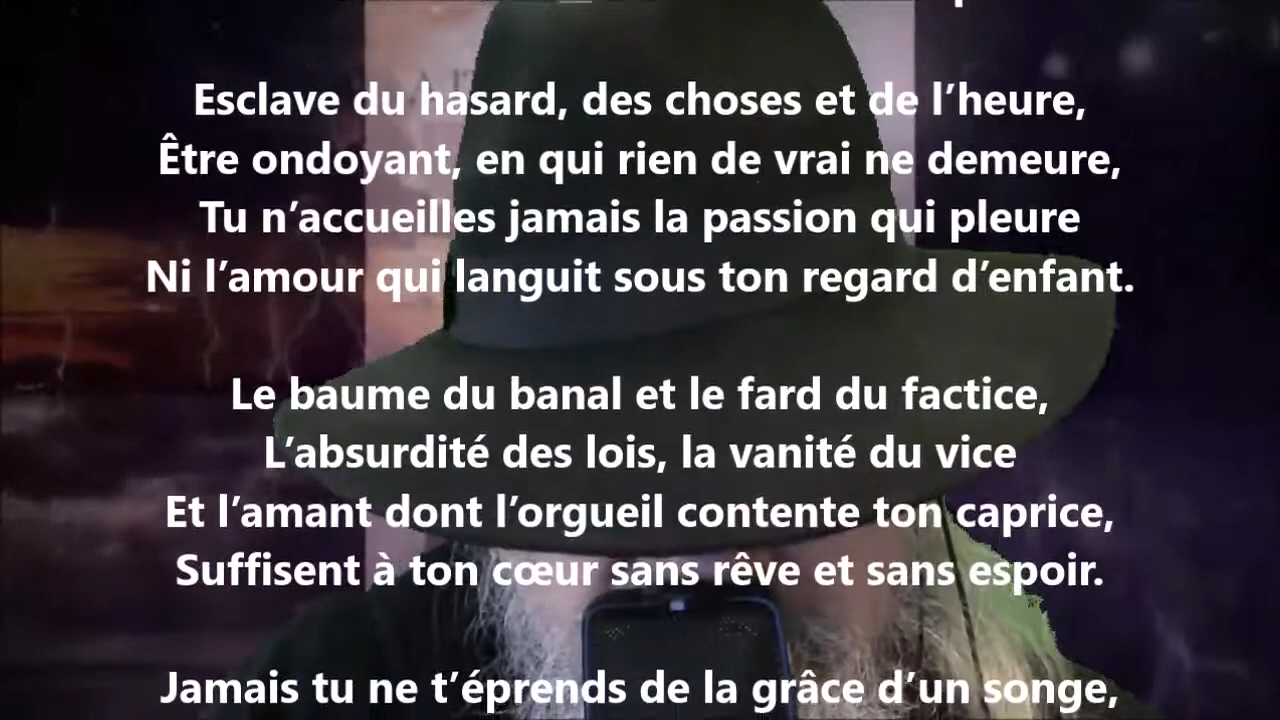 Esclave du hasard, des choses et de l’heure,
Être ondoyant, en qui rien de vrai ne demeure,
Tu n’accueilles jamais la passion qui pleure
Ni l’amour qui languit sous ton regard d’enfant.
Le baume du banal et le fard du factice,
L’absurdité des lois, la vanité du vice
Et l’amant dont l’orgueil contente ton caprice,
Suffisent à ton cœur sans rêve et sans espoir.
Jamais tu ne t’éprends de la grâce d’un songe,